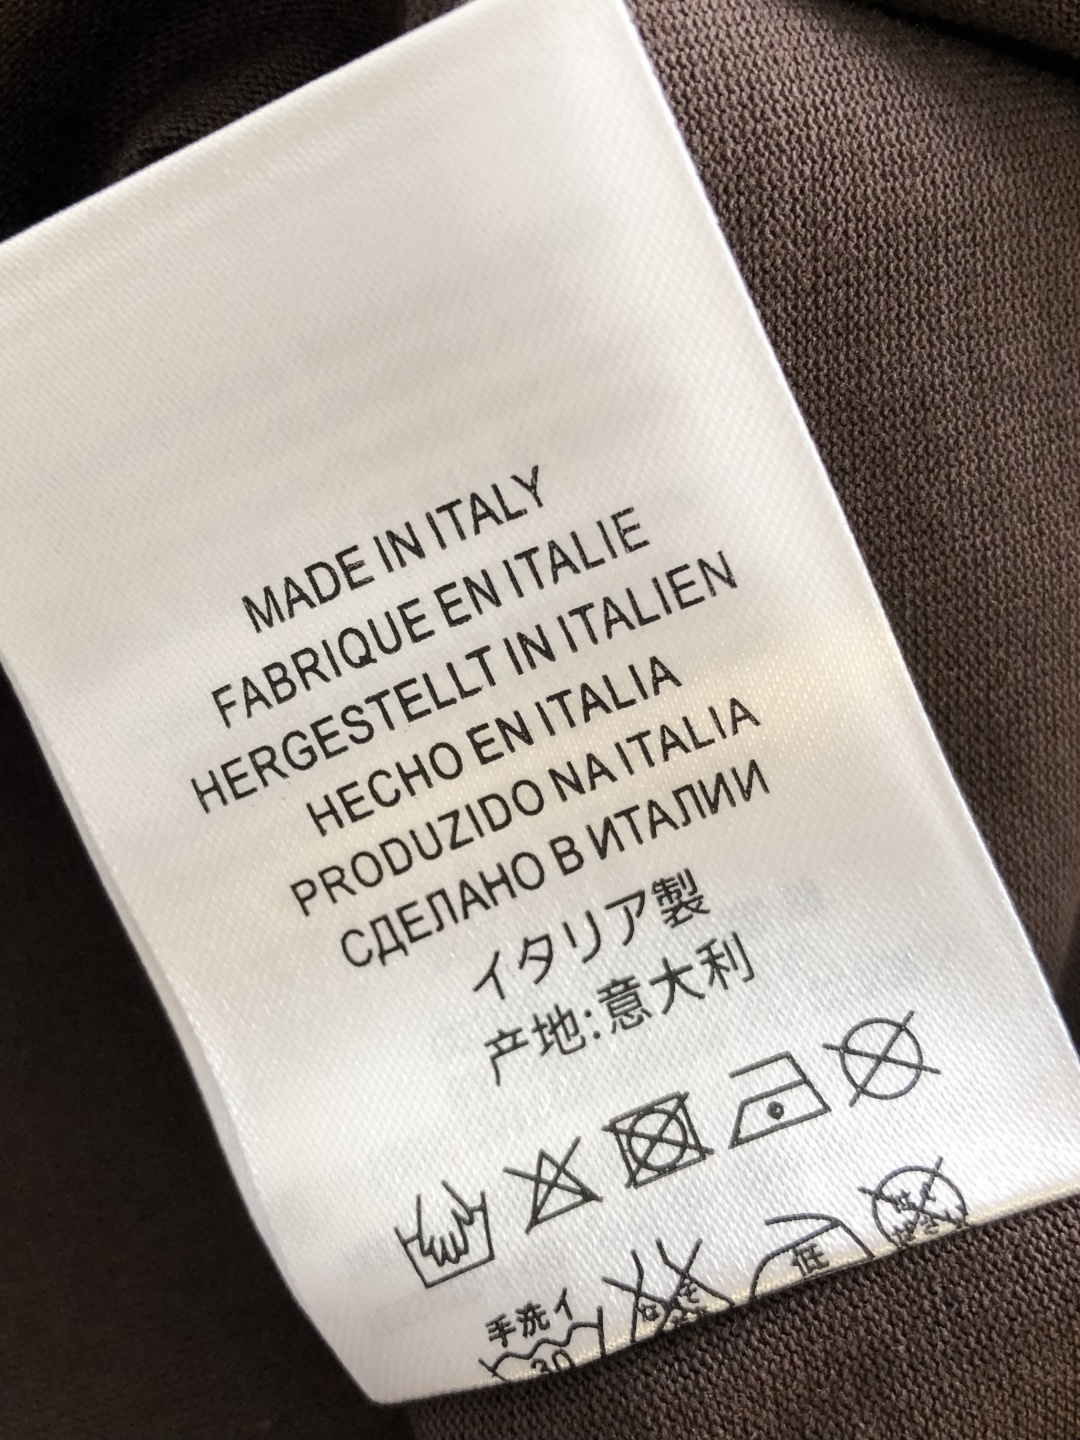 MADE IN ITALY
FABRIQUE EN ITALIE
HERGESTELLT IN ITALIEN
HECHO EN ITALIA
PRODUZIDO NA ITALIA
СДЕЛАНО В ИТАЛИИ
イタリア製
产地:意大利
手洗イ
30
低